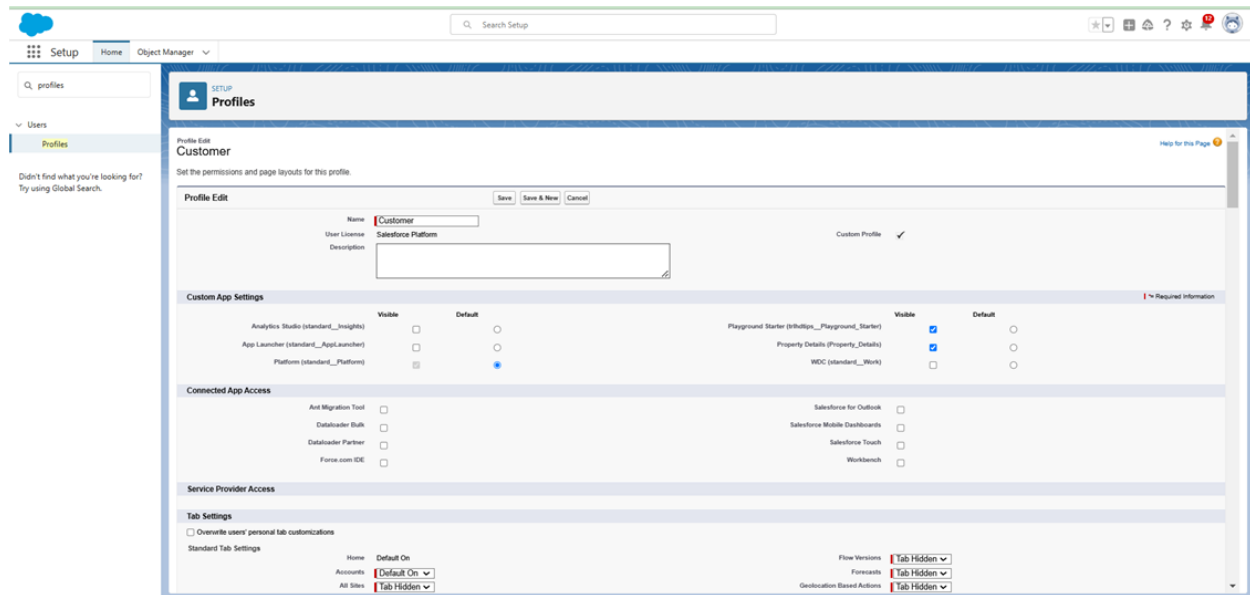 Search Setup
12
Setup
Home
Object Manager
profiles
Users
Profiles
Didn't find what you're looking for?
Try using Global Search.
SETUP
Profiles
Profile Edit
Customer
Help for this Page
Set the permissions and page layouts for this profile.
Profile Edit
Save
Save & New
Cancel
Name
Customer
User License
Salesforce Platform
Custom Profile
Description
Custom App Settings
= Required Information
Visible
Default
Visible
Default
Analytics Studio (standard__Insights)
Playground Starter (trlhdtips__Playground_Starter)
App Launcher (standard__AppLauncher)
Property Details (Property_Details)
Platform (standard__Platform)
WDC (standard__Work)
Connected App Access
Ant Migration Tool
Salesforce for Outlook
Dataloader Bulk
Salesforce Mobile Dashboards
Dataloader Partner
Salesforce Touch
Force.com IDE
Workbench
Service Provider Access
Tab Settings
Overwrite users' personal tab customizations
Standard Tab Settings
Home
Default On
Flow Versions
Tab Hidden
Accounts
Default On
Forecasts
Tab Hidden
All Sites
Tab Hidden
Geolocation Based Actions
Tab Hidden